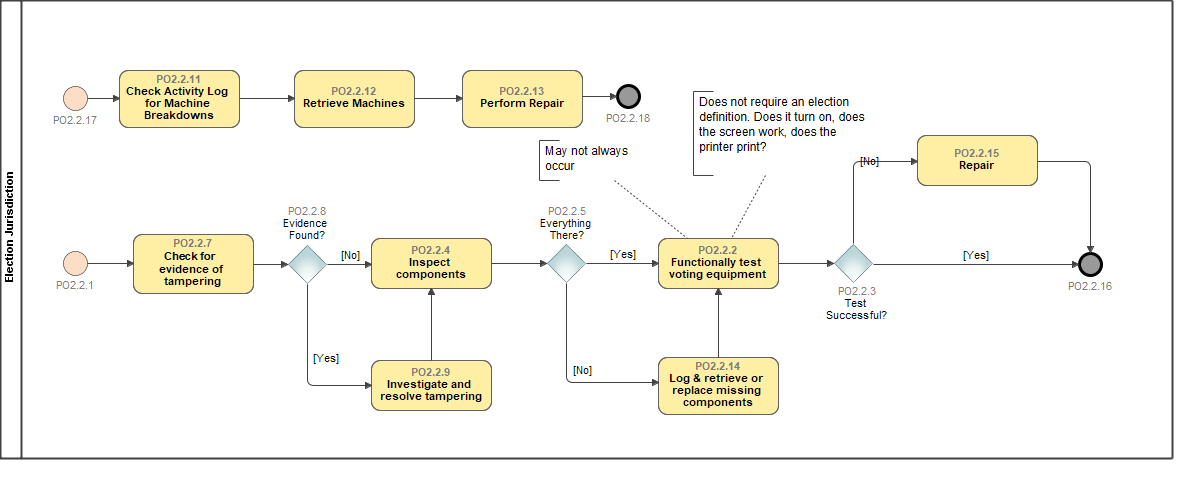 Election Jurisdiction
PO2.2.17
PO2.2.11
Check Activity Log
for Machine
Breakdowns
PO2.2.12
Retrieve Machines
PO2.2.13
Perform Repair
PO2.2.18
May not always
occur
Does not require an election
definition. Does it turn on, does
the screen work, does the
printer print?
[No]
PO2.2.15
Repair
PO2.2.1
PO2.2.7
Check for
evidence of
tampering
PO2.2.8
Evidence
Found?
[No]
PO2.2.4
Inspect
components
PO2.2.5
Everything
There?
[Yes]
PO2.2.2
Functionally test
voting equipment
PO2.2.3
Test
Successful?
[Yes]
PO2.2.16
[Yes]
PO2.2.9
Investigate and
resolve tampering
[No]
PO2.2.14
Log & retrieve or
replace missing
components